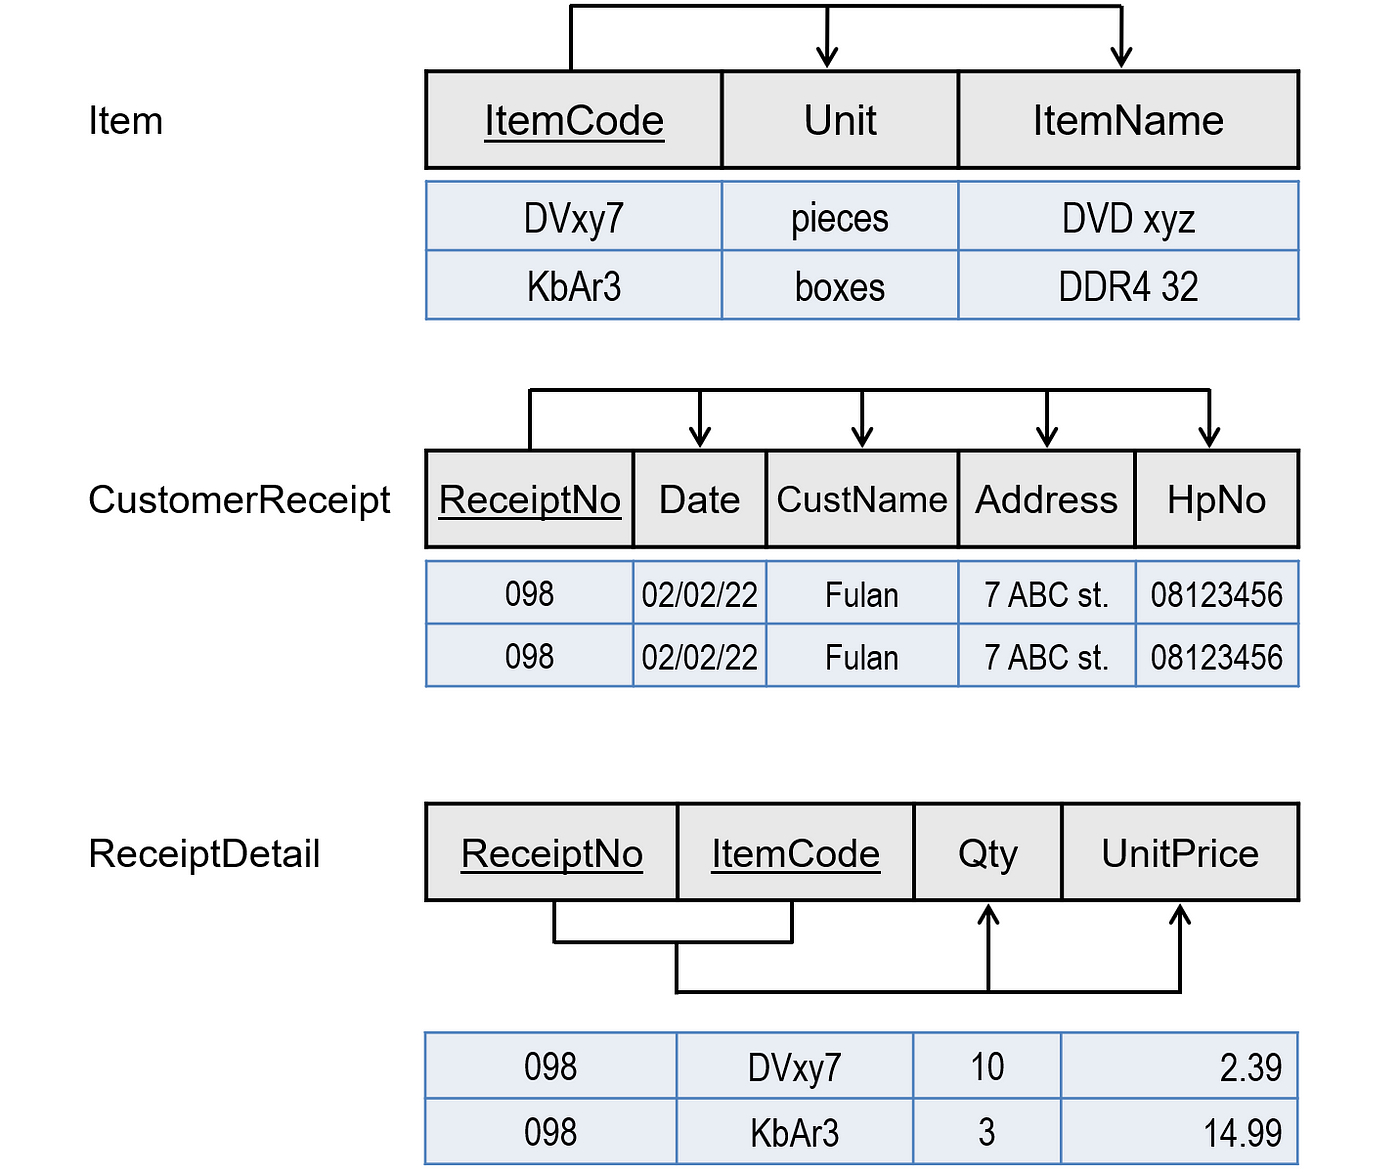 Item
ItemCode Unit ItemName
DVxy7 pieces DVD xyz
KbAr3 boxes DDR4 32
CustomerReceipt
ReceiptNo Date CustName Address HpNo
098 02/02/22 Fulan 7 ABC st. 08123456
098 02/02/22 Fulan 7 ABC st. 08123456
ReceiptDetail
ReceiptNo ItemCode Qty UnitPrice
098 DVxy7 10 2.39
098 KbAr3 3 14.99